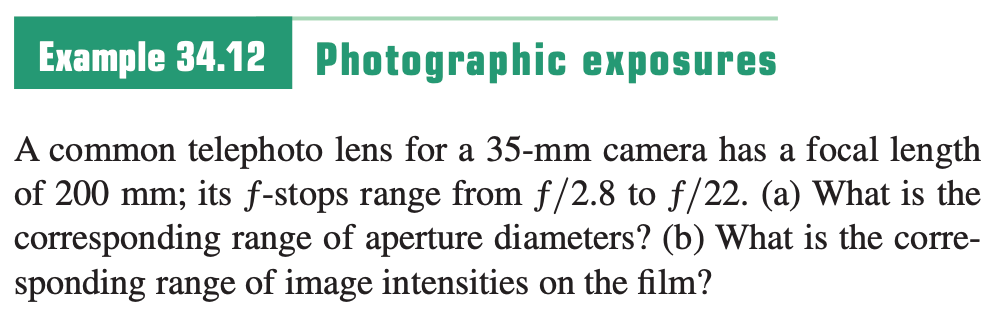 Example 34.12 Photographic exposures
A common telephoto lens for a 35-mm camera has a focal length
of 200 mm; its f-stops range from f/2.8 to f/22. (a) What is the
corresponding range of aperture diameters? (b) What is the corre-
sponding range of image intensities on the film?